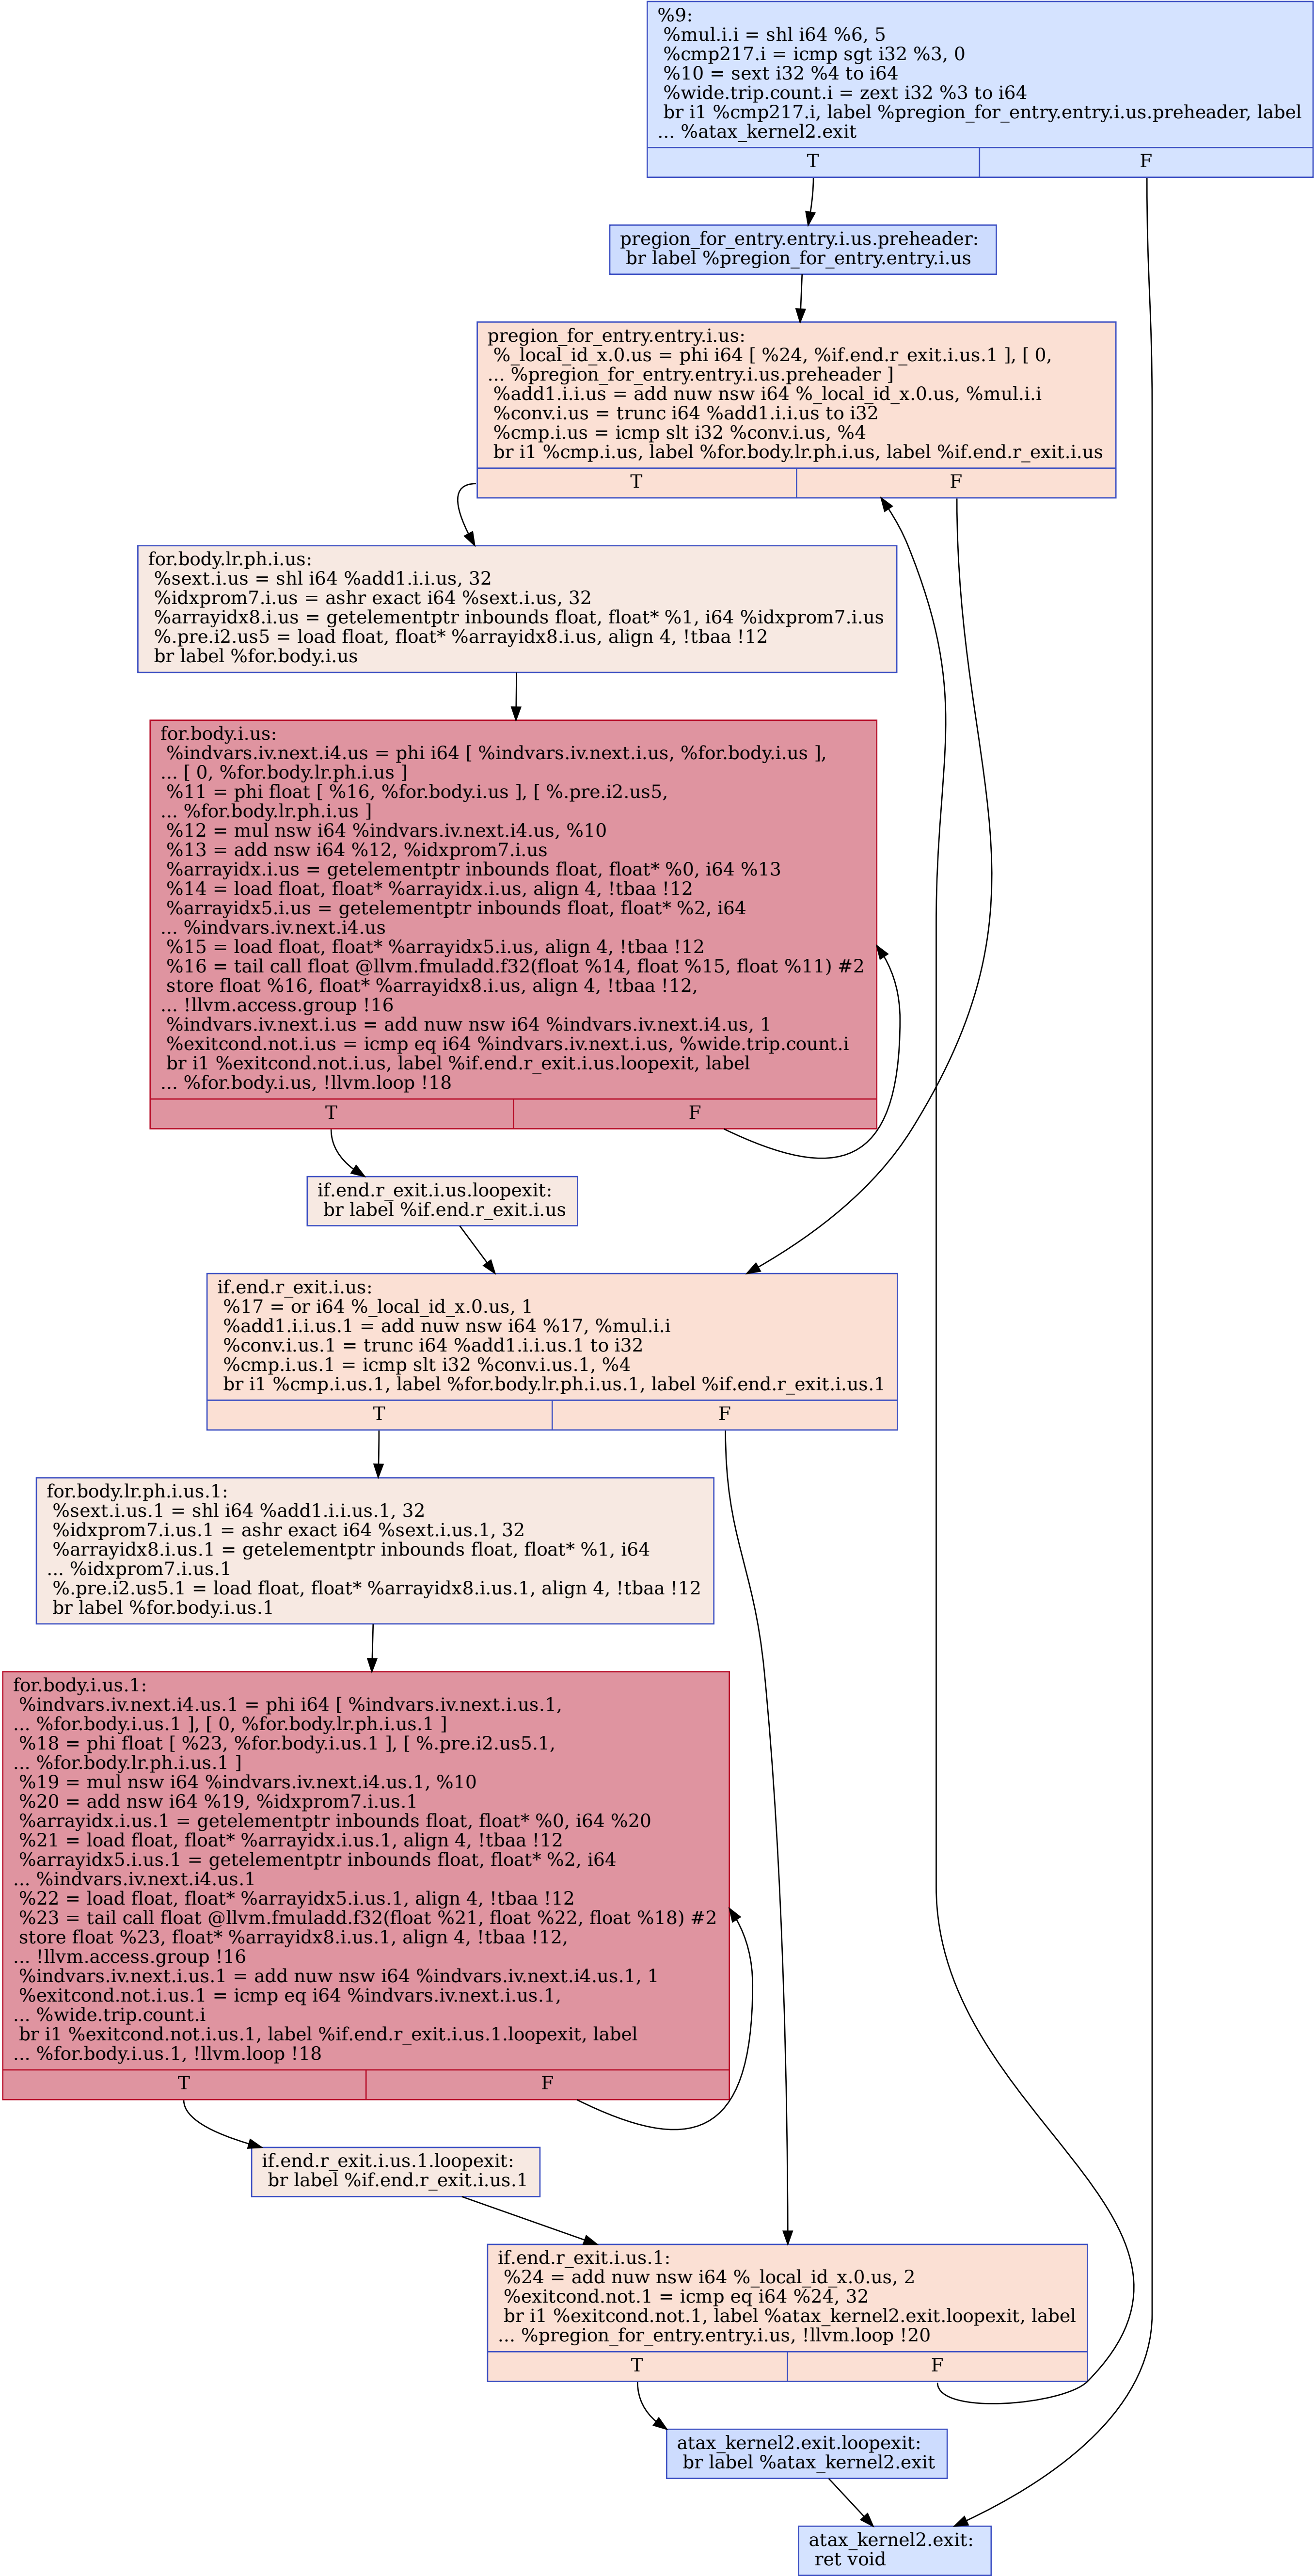 %9:
%mul.i.i = shl i64 %6, 5
%cmp217.i = icmp sgt i32 %3, 0
%10 = sext i32 %4 to i64
%wide.trip.count.i = zext i32 %3 to i64
br i1 %cmp217.i, label %pregion_for_entry.entry.i.us.preheader, label
... %atax_kernel2.exit
T
F
pregion_for_entry.entry.i.us.preheader:
br label %pregion_for_entry.entry.i.us
pregion_for_entry.entry.i.us:
%_local_id_x.0.us = phi i64 [ %24, %if.end.r_exit.i.us.1 ], [ 0,
... %pregion_for_entry.entry.i.us.preheader ]
%add1.i.i.us = add nuw nsw i64 %_local_id_x.0.us, %mul.i.i
%conv.i.us = trunc i64 %add1.i.i.us to i32
%cmp.i.us = icmp slt i32 %conv.i.us, %4
br i1 %cmp.i.us, label %for.body.lr.ph.i.us, label %if.end.r_exit.i.us
T
F
for.body.lr.ph.i.us:
%sext.i.us = shl i64 %add1.i.i.us, 32
%idxprom7.i.us = ashr exact i64 %sext.i.us, 32
%arrayidx8.i.us = getelementptr inbounds float, float* %1, i64 %idxprom7.i.us
%.pre.i2.us5 = load float, float* %arrayidx8.i.us, align 4, !tbaa !12
br label %for.body.i.us
for.body.i.us:
%indvars.iv.next.i4.us = phi i64 [ %indvars.iv.next.i.us, %for.body.i.us ],
... [ 0, %for.body.lr.ph.i.us ]
%11 = phi float [ %16, %for.body.i.us ], [ %.pre.i2.us5,
... %for.body.lr.ph.i.us ]
%12 = mul nsw i64 %indvars.iv.next.i4.us, %10
%13 = add nsw i64 %12, %idxprom7.i.us
%arrayidx.i.us = getelementptr inbounds float, float* %0, i64 %13
%14 = load float, float* %arrayidx.i.us, align 4, !tbaa !12
%arrayidx5.i.us = getelementptr inbounds float, float* %2, i64
... %indvars.iv.next.i4.us
%15 = load float, float* %arrayidx5.i.us, align 4, !tbaa !12
%16 = tail call float @llvm.fmuladd.f32(float %14, float %15, float %11) #2
store float %16, float* %arrayidx8.i.us, align 4, !tbaa !12,
... !llvm.access.group !16
%indvars.iv.next.i.us = add nuw nsw i64 %indvars.iv.next.i4.us, 1
%exitcond.not.i.us = icmp eq i64 %indvars.iv.next.i.us, %wide.trip.count.i
br i1 %exitcond.not.i.us, label %if.end.r_exit.i.us.loopexit, label
... %for.body.i.us, !llvm.loop !18
T
F
if.end.r_exit.i.us.loopexit:
br label %if.end.r_exit.i.us
if.end.r_exit.i.us:
%17 = or i64 %_local_id_x.0.us, 1
%add1.i.i.us.1 = add nuw nsw i64 %17, %mul.i.i
%conv.i.us.1 = trunc i64 %add1.i.i.us.1 to i32
%cmp.i.us.1 = icmp slt i32 %conv.i.us.1, %4
br i1 %cmp.i.us.1, label %for.body.lr.ph.i.us.1, label %if.end.r_exit.i.us.1
T
F
for.body.lr.ph.i.us.1:
%sext.i.us.1 = shl i64 %add1.i.i.us.1, 32
%idxprom7.i.us.1 = ashr exact i64 %sext.i.us.1, 32
%arrayidx8.i.us.1 = getelementptr inbounds float, float* %1, i64
... %idxprom7.i.us.1
%.pre.i2.us5.1 = load float, float* %arrayidx8.i.us.1, align 4, !tbaa !12
br label %for.body.i.us.1
for.body.i.us.1:
%indvars.iv.next.i4.us.1 = phi i64 [ %indvars.iv.next.i.us.1,
... %for.body.i.us.1 ], [ 0, %for.body.lr.ph.i.us.1 ]
%18 = phi float [ %23, %for.body.i.us.1 ], [ %.pre.i2.us5.1,
... %for.body.lr.ph.i.us.1 ]
%19 = mul nsw i64 %indvars.iv.next.i4.us.1, %10
%20 = add nsw i64 %19, %idxprom7.i.us.1
%arrayidx.i.us.1 = getelementptr inbounds float, float* %0, i64 %20
%21 = load float, float* %arrayidx.i.us.1, align 4, !tbaa !12
%arrayidx5.i.us.1 = getelementptr inbounds float, float* %2, i64
... %indvars.iv.next.i4.us.1
%22 = load float, float* %arrayidx5.i.us.1, align 4, !tbaa !12
%23 = tail call float @llvm.fmuladd.f32(float %21, float %22, float %18) #2
store float %23, float* %arrayidx8.i.us.1, align 4, !tbaa !12,
... !llvm.access.group !16
%indvars.iv.next.i.us.1 = add nuw nsw i64 %indvars.iv.next.i4.us.1, 1
%exitcond.not.i.us.1 = icmp eq i64 %indvars.iv.next.i.us.1,
... %wide.trip.count.i
br i1 %exitcond.not.i.us.1, label %if.end.r_exit.i.us.1.loopexit, label
... %for.body.i.us.1, !llvm.loop !18
T
F
if.end.r_exit.i.us.1.loopexit:
br label %if.end.r_exit.i.us.1
if.end.r_exit.i.us.1:
%24 = add nuw nsw i64 %_local_id_x.0.us, 2
%exitcond.not.1 = icmp eq i64 %24, 32
br i1 %exitcond.not.1, label %atax_kernel2.exit.loopexit, label
... %pregion_for_entry.entry.i.us, !llvm.loop !20
T
F
atax_kernel2.exit.loopexit:
br label %atax_kernel2.exit
atax_kernel2.exit:
ret void